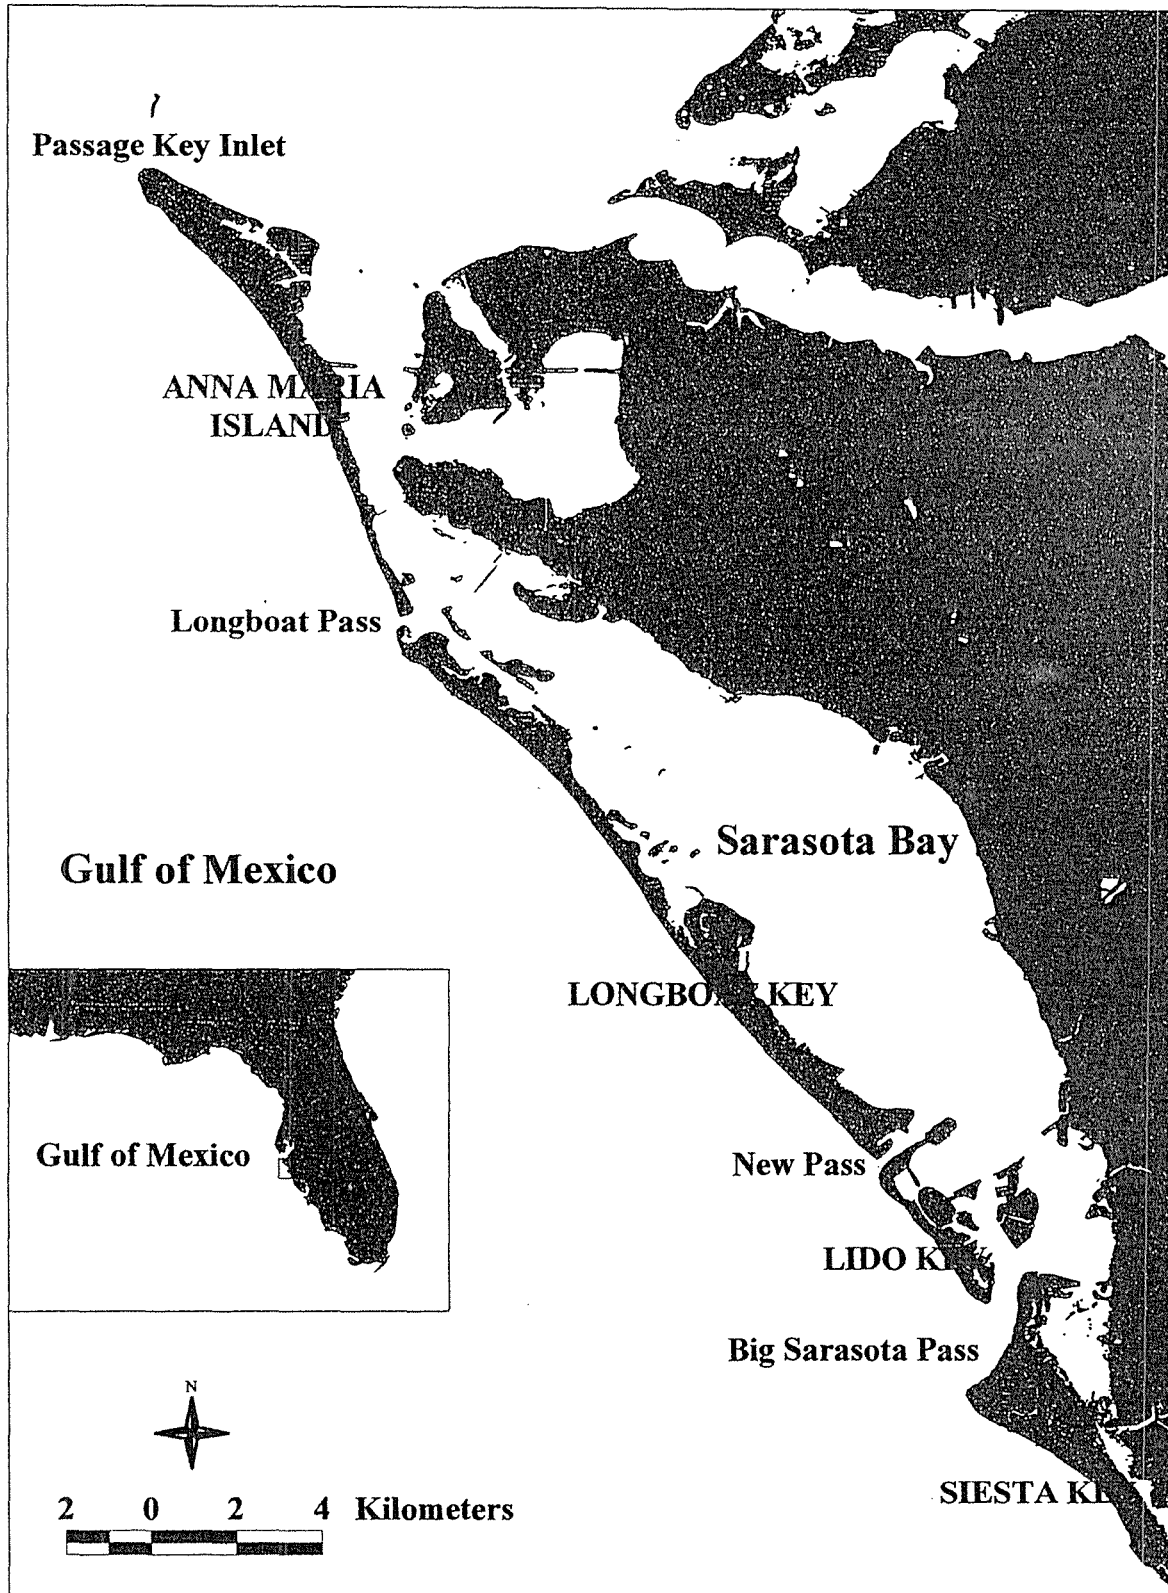 Passage Key Inlet
ANNA MARIA
ISLAND
Longboat Pass
Sarasota Bay
Gulf of Mexico
LONGBOAT KEY
Gulf of Mexico
New Pass
LIDO KEY
Big Sarasota Pass
N
SIESTA KEY
2 0 2 4 Kilometers